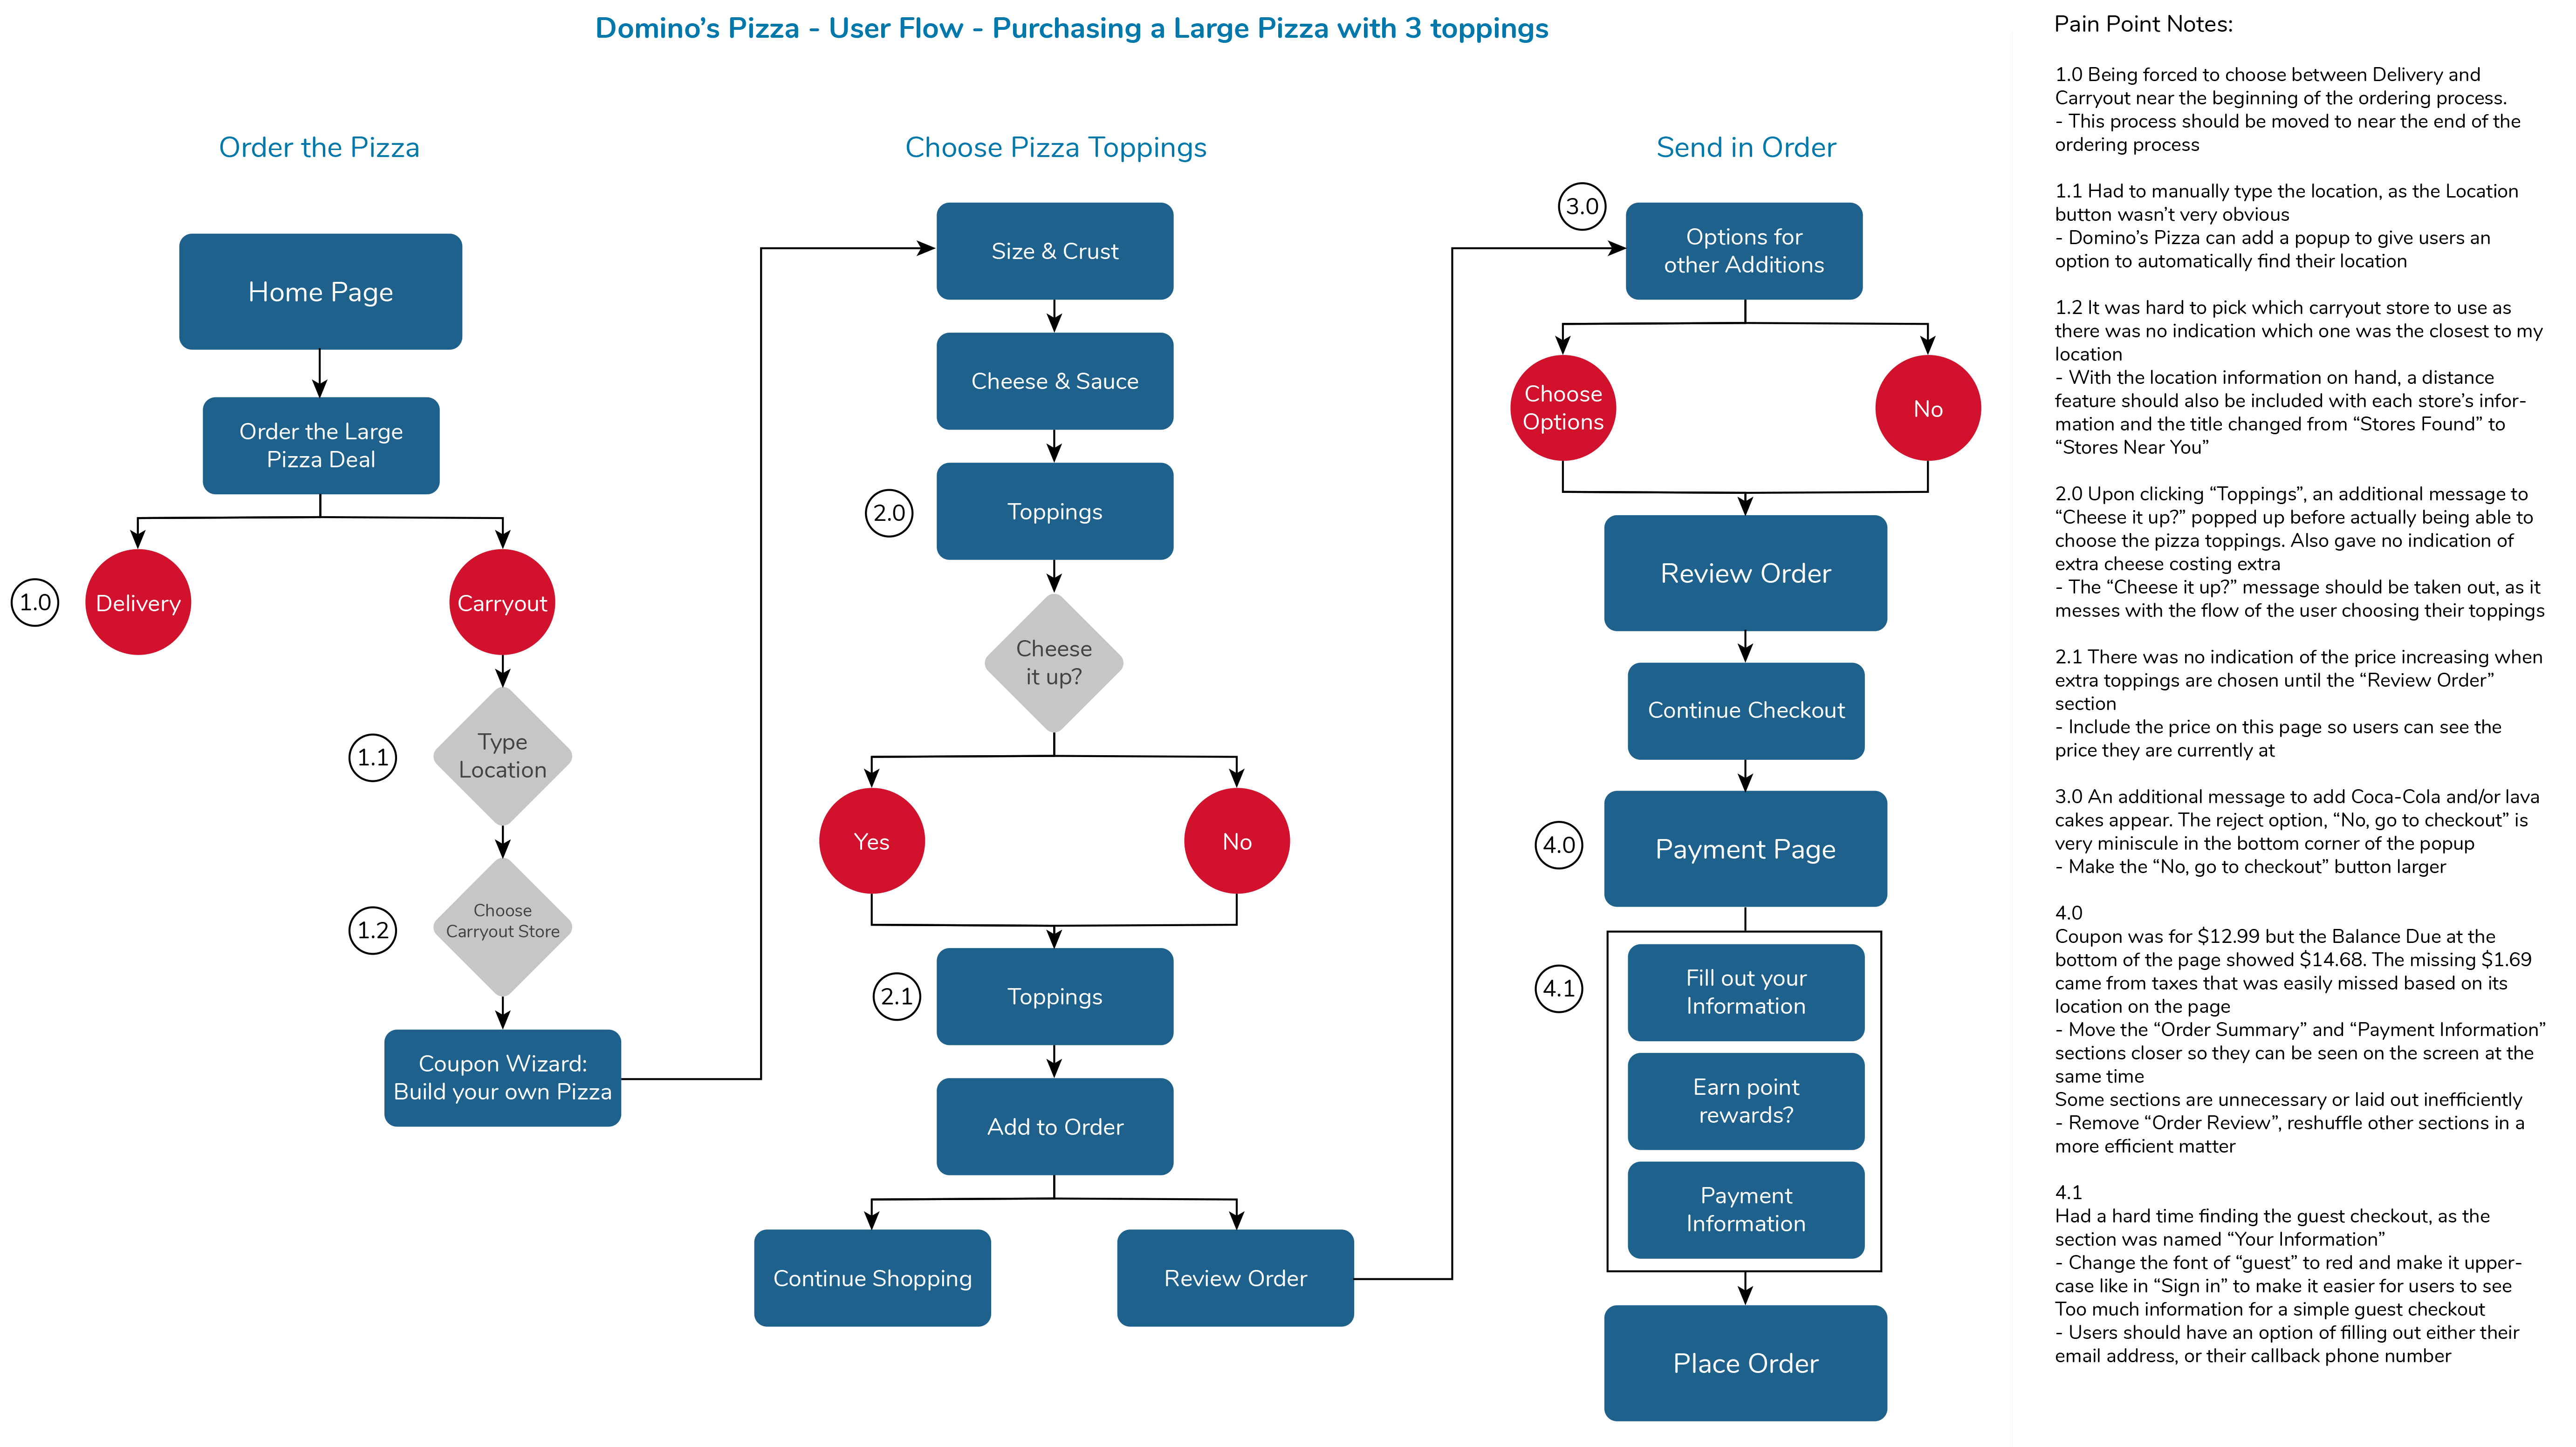 Domino’s Pizza - User Flow - Purchasing a Large Pizza with 3 toppings
Order the Pizza
Home Page
Order the Large
Pizza Deal
1.0
Delivery
Carryout
1.1
Type
Location
1.2
Choose
Carryout Store
Coupon Wizard:
Build your own Pizza
Choose Pizza Toppings
Size & Crust
Cheese & Sauce
2.0
Toppings
Cheese
it up?
Yes
No
2.1
Toppings
Add to Order
Continue Shopping
Review Order
Send in Order
3.0
Options for
other Additions
Choose
Options
No
Review Order
Continue Checkout
4.0
Payment Page
4.1
Fill out your
Information
Earn point
rewards?
Payment
Information
Place Order
Pain Point Notes:
1.0 Being forced to choose between Delivery and
Carryout near the beginning of the ordering process.
- This process should be moved to near the end of the
ordering process
1.1 Had to manually type the location, as the Location
button wasn’t very obvious
- Domino’s Pizza can add a popup to give users an
option to automatically find their location
1.2 It was hard to pick which carryout store to use as
there was no indication which one was the closest to my
location
- With the location information on hand, a distance
feature should also be included with each store’s infor-
mation and the title changed from “Stores Found” to
“Stores Near You”
2.0 Upon clicking “Toppings”, an additional message to
“Cheese it up?” popped up before actually being able to
choose the pizza toppings. Also gave no indication of
extra cheese costing extra
- The “Cheese it up?” message should be taken out, as it
messes with the flow of the user choosing their toppings
2.1 There was no indication of the price increasing when
extra toppings are chosen until the “Review Order”
section
- Include the price on this page so users can see the
price they are currently at
3.0 An additional message to add Coca-Cola and/or lava
cakes appear. The reject option, “No, go to checkout” is
very miniscule in the bottom corner of the popup
- Make the “No, go to checkout” button larger
4.0
Coupon was for $12.99 but the Balance Due at the
bottom of the page showed $14.68. The missing $1.69
came from taxes that was easily missed based on its
location on the page
- Move the “Order Summary” and “Payment Information”
sections closer so they can be seen on the screen at the
same time
Some sections are unnecessary or laid out inefficiently
- Remove “Order Review”, reshuffle other sections in a
more efficient matter
4.1
Had a hard time finding the guest checkout, as the
section was named “Your Information”
- Change the font of “guest” to red and make it upper-
case like in “Sign in” to make it easier for users to see
Too much information for a simple guest checkout
- Users should have an option of filling out either their
email address, or their callback phone number